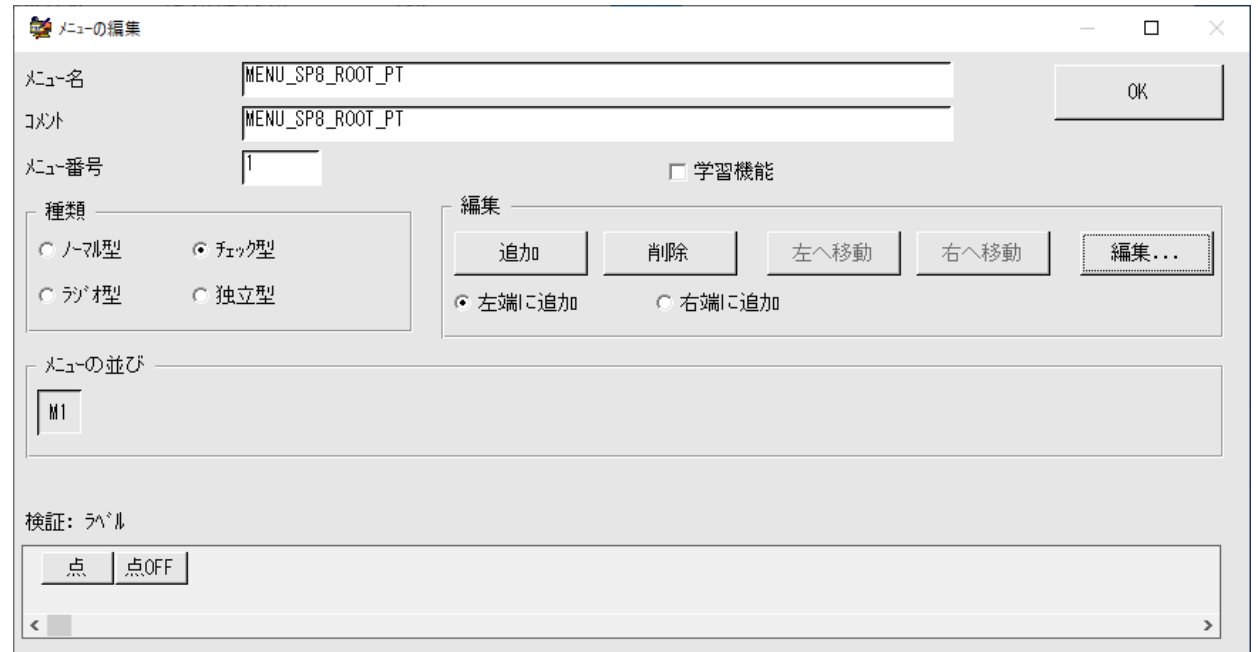 メニューの編集
メニュー名 MENU_SP8_ROOT_PT
OK
コメント MENU_SP8_ROOT_PT
メニュー番号 1
学習機能
種類
編集
ノーマル型 チェック型
追加 削除 左へ移動 右へ移動 編集...
ラジオ型 独立型
左端に追加 右端に追加
メニューの並び
M1
検証: ラベル
点 点OFF